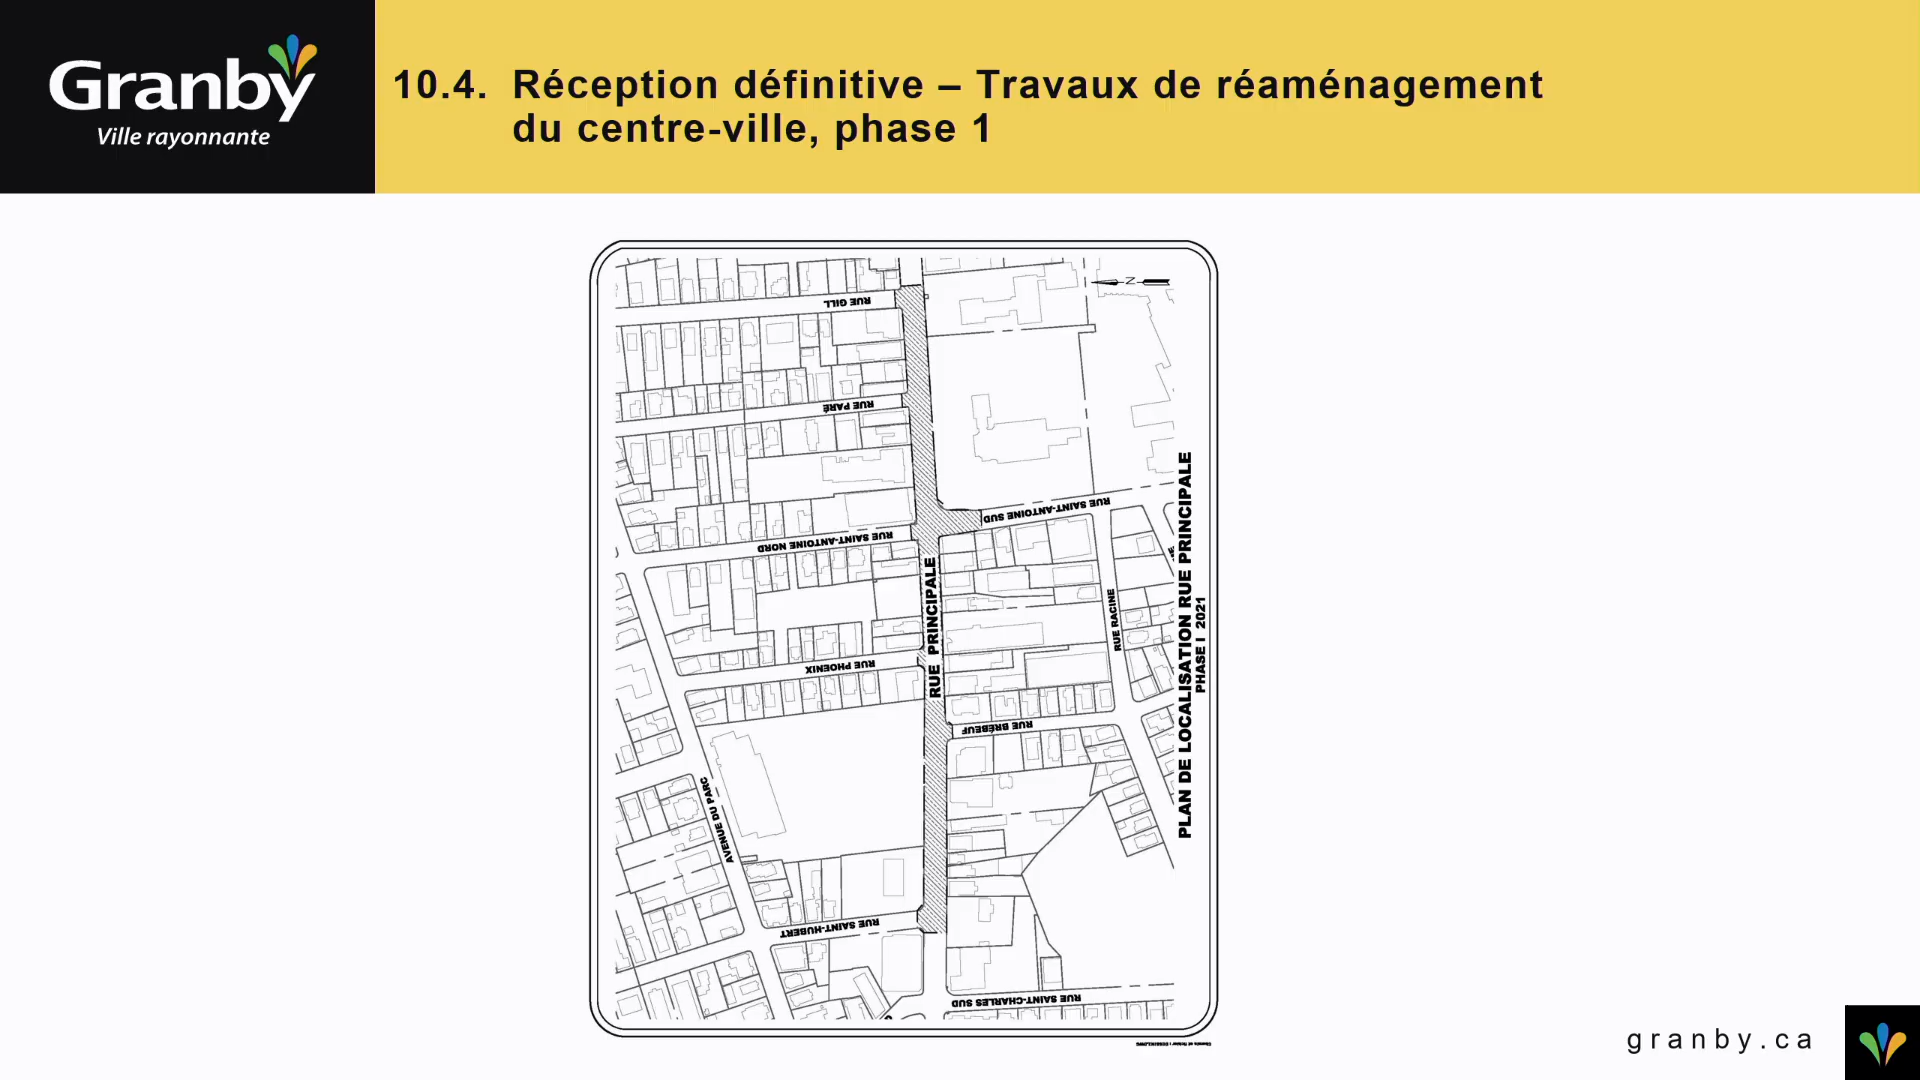 Granby
Ville rayonnante
10.4. Réception définitive – Travaux de réaménagement
du centre-ville, phase 1
N
RUE GILL
RUE PARÉ
RUE SAINT-ANTOINE SUD
RUE SAINT-ANTOINE NORD
RUE PRINCIPALE
RUE RACINE
RUE PHOENIX
RUE BRÉBEUF
AVENUE DU PARC
RUE SAINT-HUBERT
RUE SAINT-CHARLES SUD
PLAN DE LOCALISATION RUE PRINCIPALE
PHASE I 2021
granby.ca